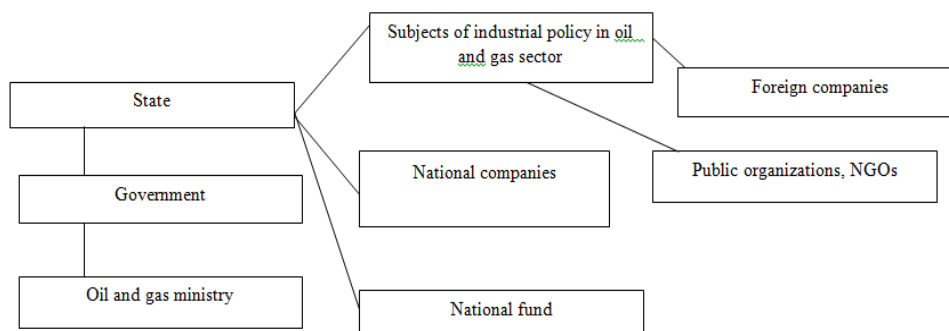 Subjects of industrial policy in oil
and gas sector
State
Foreign companies
National companies
Public organizations, NGOs
Government
Oil and gas ministry
National fund